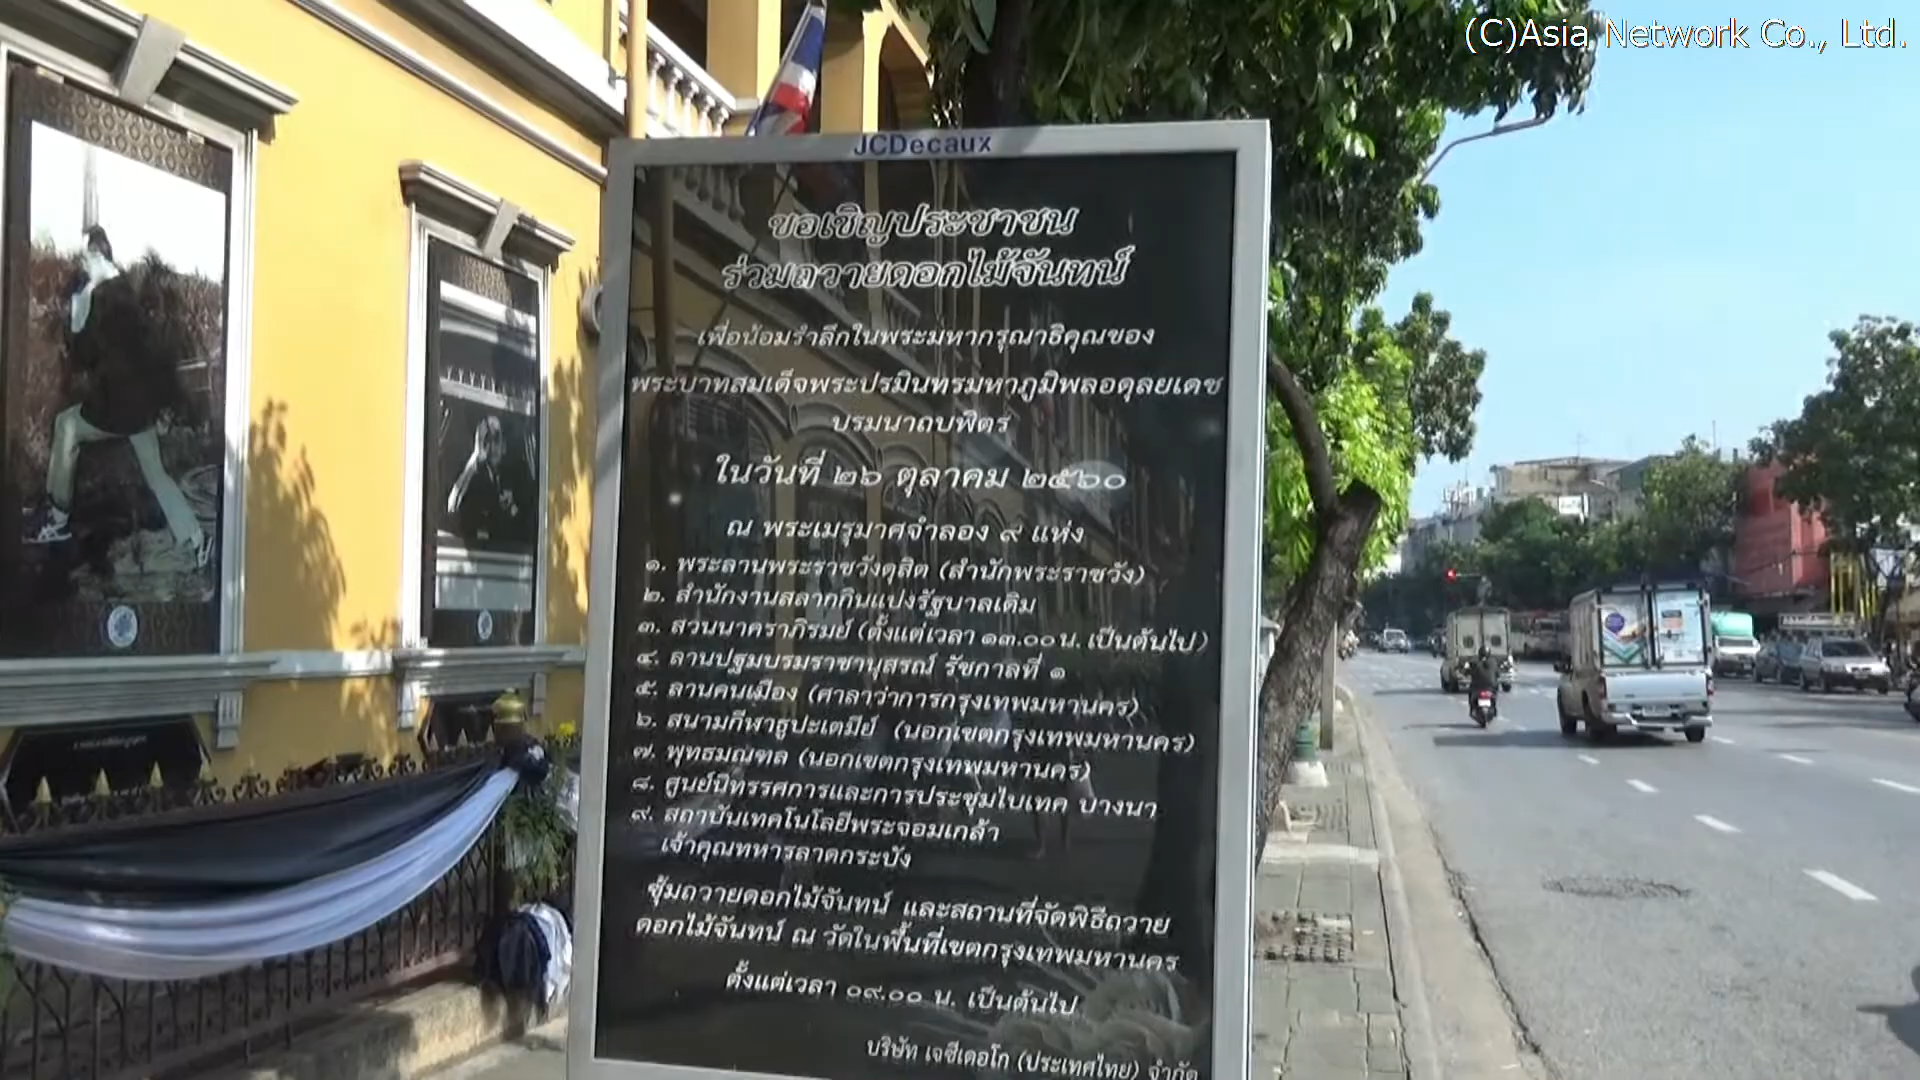 (C)Asia Network Co., Ltd.
JCDecaux
ขอเชิญประชาชน
ร่วมถวายดอกไม้จันทน์
เพื่อน้อมรำลึกในพระมหากรุณาธิคุณของ
พระบาทสมเด็จพระปรมินทรมหาภูมิพลอดุลยเดช
บรมนาถบพิตร
ในวันที่ ๒๖ ตุลาคม ๒๕๖๐
ณ พระเมรุมาศจำลอง ๙ แห่ง
๑. พระลานพระราชวังดุสิต (สำนักพระราชวัง)
๒. สำนักงานสลากกินแบ่งรัฐบาลเดิม
๓. สวนนาคราภิรมย์ (ตั้งแต่เวลา ๑๓.๐๐ น. เป็นต้นไป)
๔. ลานปฐมบรมราชานุสรณ์ รัชกาลที่ ๑
๕. ลานคนเมือง (ศาลาว่าการกรุงเทพมหานคร)
๖. สนามกีฬาธูปะเตมีย์ (นอกเขตกรุงเทพมหานคร)
๗. พุทธมณฑล (นอกเขตกรุงเทพมหานคร)
๘. ศูนย์นิทรรศการและการประชุมไบเทค บางนา
๙. สถาบันเทคโนโลยีพระจอมเกล้า
เจ้าคุณทหารลาดกระบัง
ซุ้มถวายดอกไม้จันทน์ และสถานที่จัดพิธีถวาย
ดอกไม้จันทน์ ณ วัดในพื้นที่เขตกรุงเทพมหานคร
ตั้งแต่เวลา ๐๙.๐๐ น. เป็นต้นไป
บริษัท เจซีเดอโก (ประเทศไทย) จำกัด